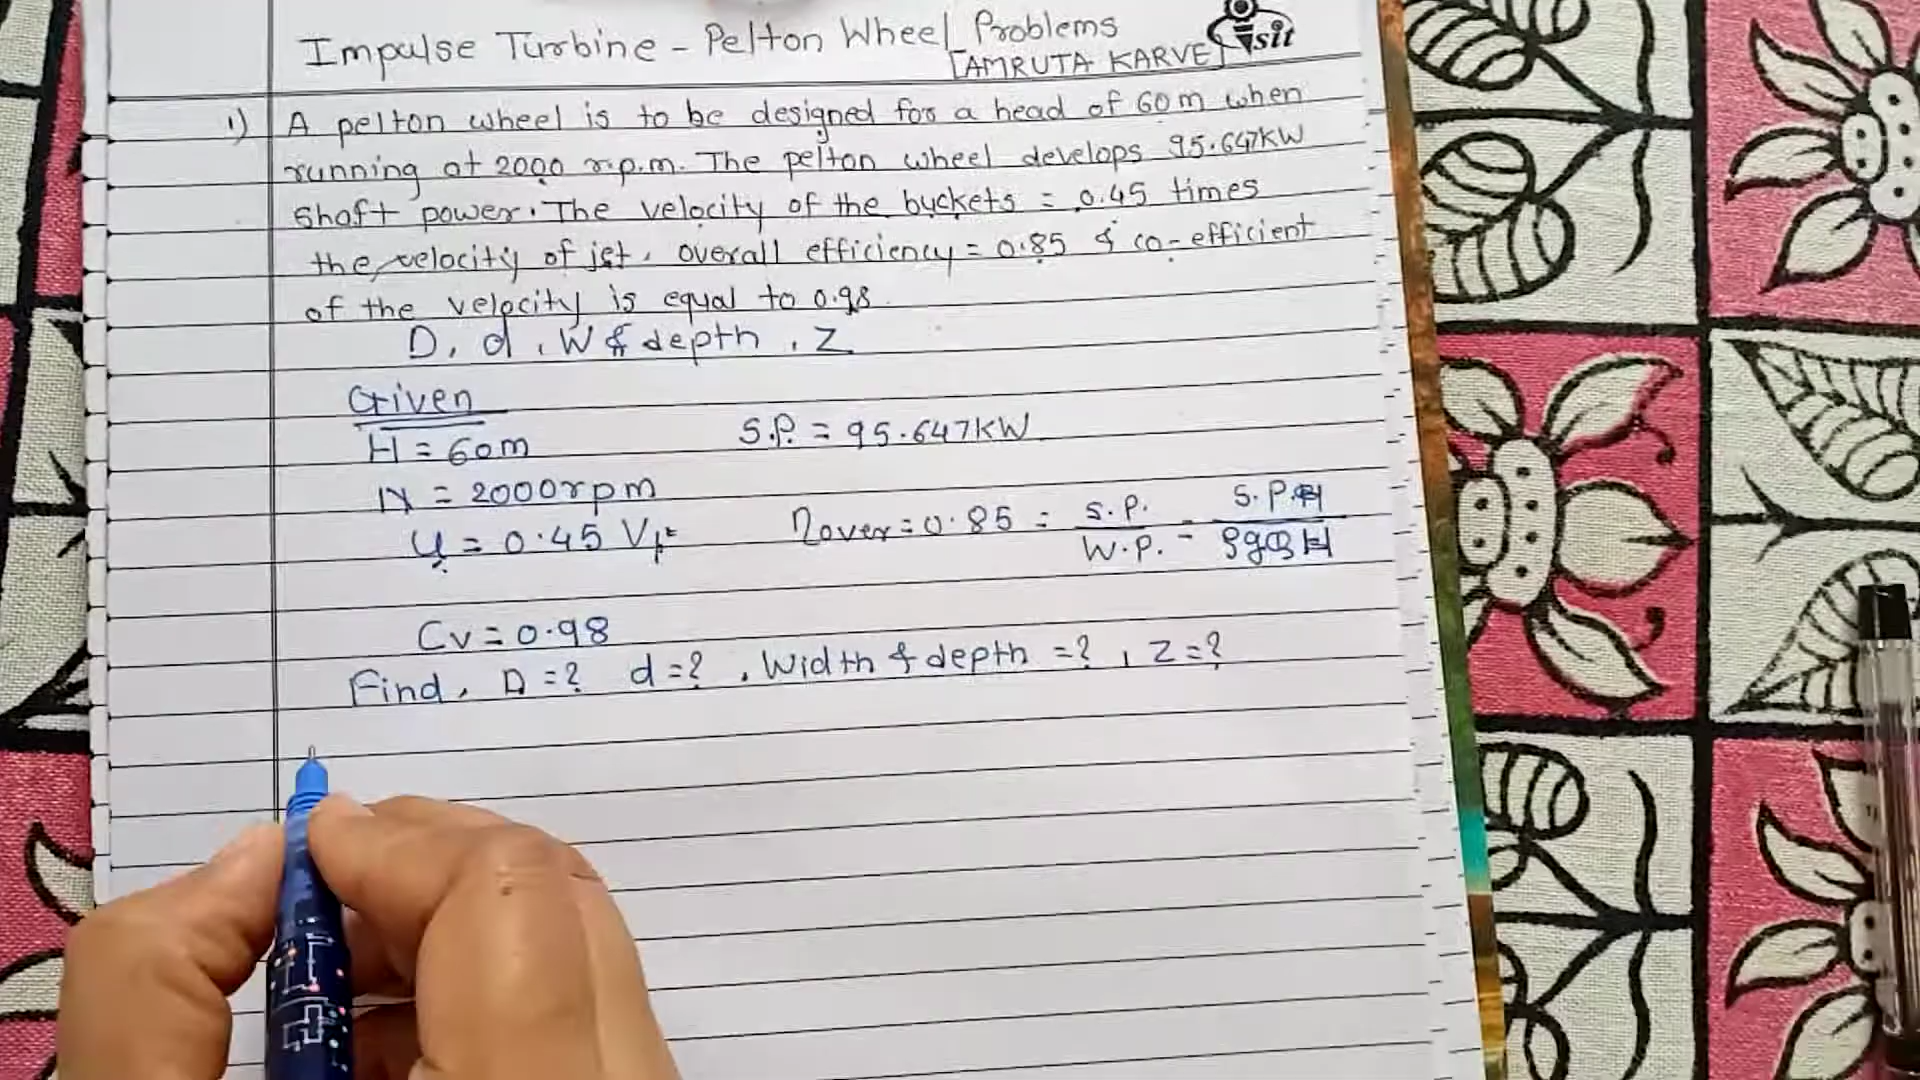 Impulse Turbine - Pelton Wheel Problems
[AMRUTA KARVE]
isit
1) A pelton wheel is to be designed for a head of 60m when
running at 2000 r.p.m. The pelton wheel develops 95.647KW
shaft power. The velocity of the buckets = 0.45 times
the velocity of jet, overall efficiency = 0.85 & co-efficient
of the velocity is equal to 0.98.
D, d, W & depth, Z
Given
H = 60m S.P. = 95.647KW
N = 2000rpm
u = 0.45 V₁ ηover = 0.85 = S.P. / W.P. = S.P. / ρgQH
Cv = 0.98
Find, D = ? d = ?, Width & depth = ?, Z = ?